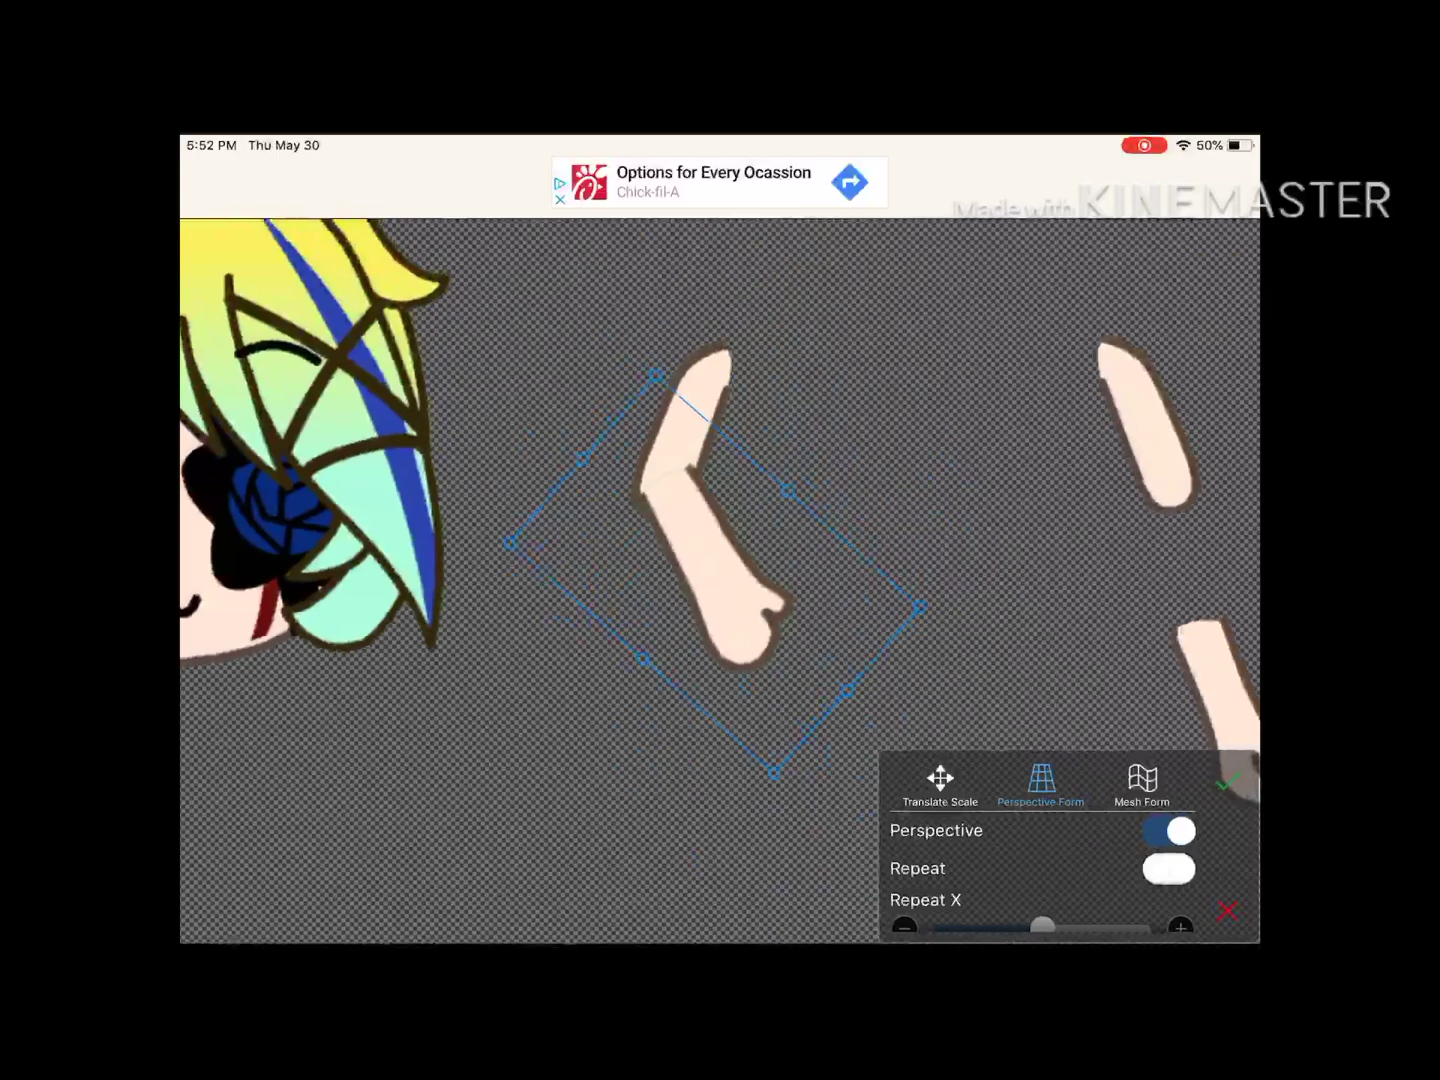 5:52 PM Thu May 30
50%
Options for Every Ocassion
Chick-fil-A
Made with KINEMASTER
Translate Scale
Perspective Form
Mesh Form
Perspective
Repeat
Repeat X